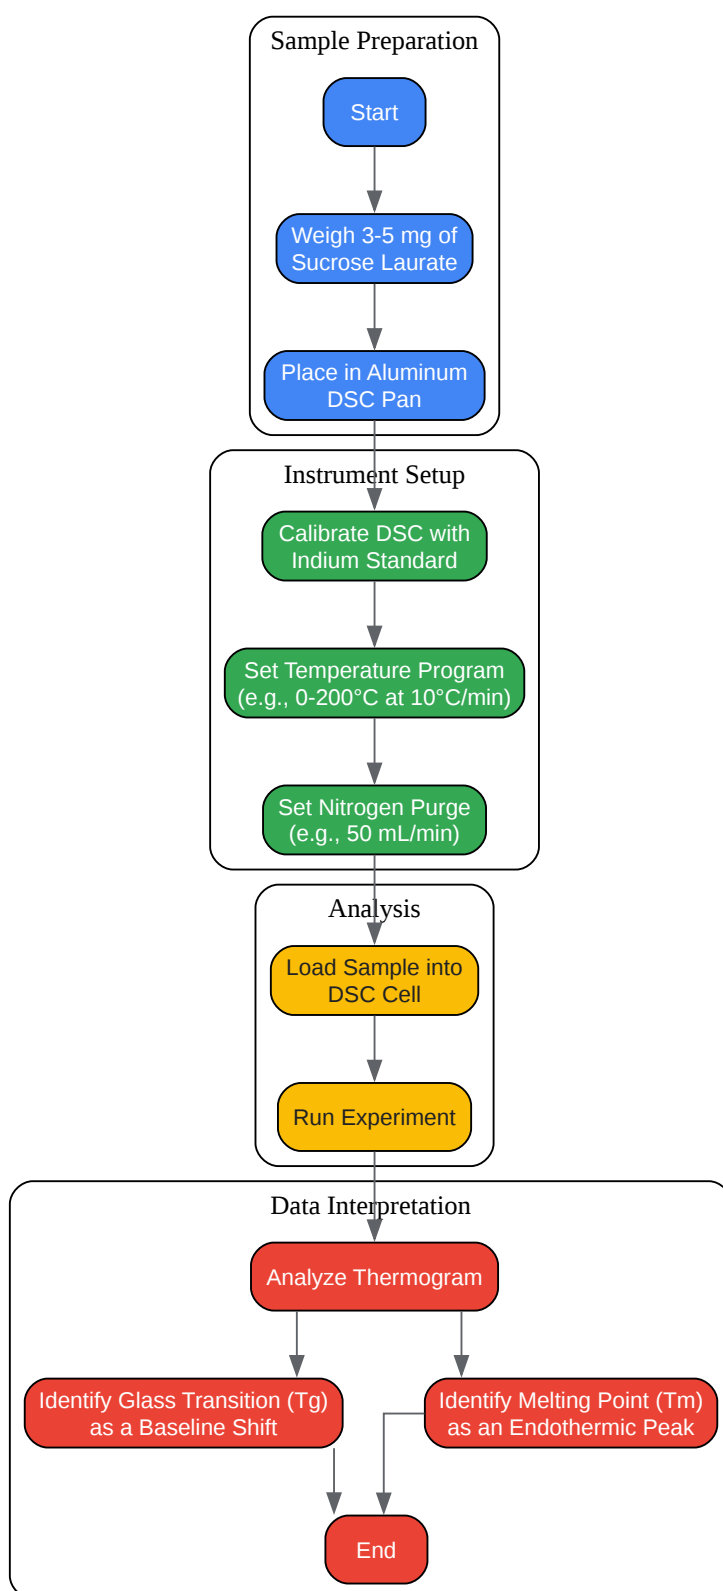 Sample Preparation
Start
Weigh 3-5 mg of
Sucrose Laurate
Place in Aluminum
DSC Pan
Instrument Setup
Calibrate DSC with
Indium Standard
Set Temperature Program
(e.g., 0-200°C at 10°C/min)
Set Nitrogen Purge
(e.g., 50 mL/min)
Analysis
Load Sample into
DSC Cell
Run Experiment
Data Interpretation
Analyze Thermogram
Identify Glass Transition (Tg)
as a Baseline Shift
Identify Melting Point (Tm)
as an Endothermic Peak
End